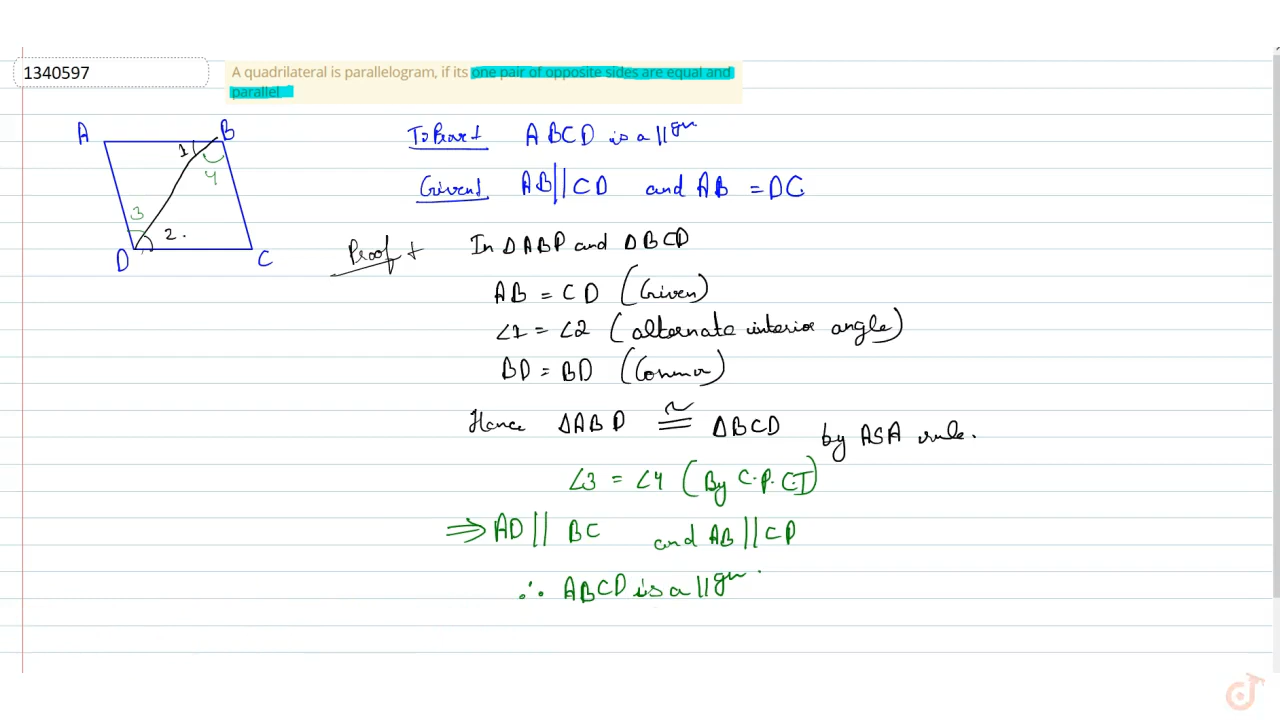 1340597
A quadrilateral is parallelogram, if its one pair of opposite sides are equal and
parallel.
A B
1
4
3
2.
D C
To Prove + ABCD is a ||gm
Given + AB||CD and AB = DC
Proof + In ΔABD and ΔBCD
AB = CD (Given)
∠1 = ∠2 (alternate interior angle)
BD = BD (Common)
Hence ΔABD ≅ ΔBCD by ASA rule.
∠3 = ∠4 (By C.P.CT)
⇒ AD || BC and AB || CD
∴ ABCD is a ||gm.